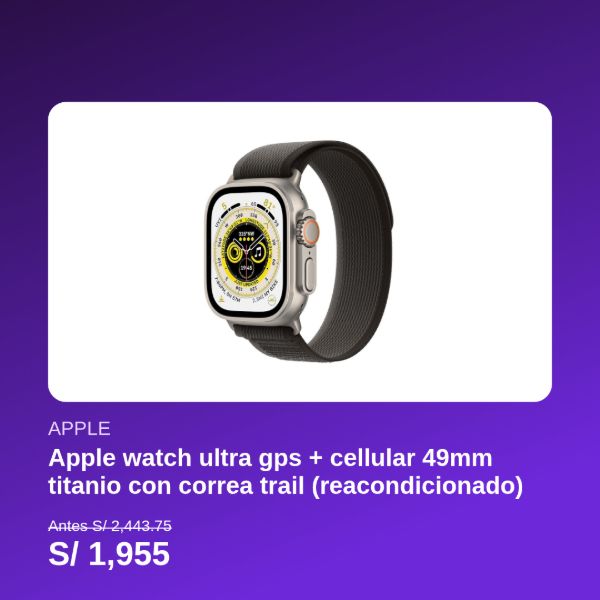 APPLE
Apple watch ultra gps + cellular 49mm
titanio con correa trail (reacondicionado)
Antes S/ 2,443.75
S/ 1,955